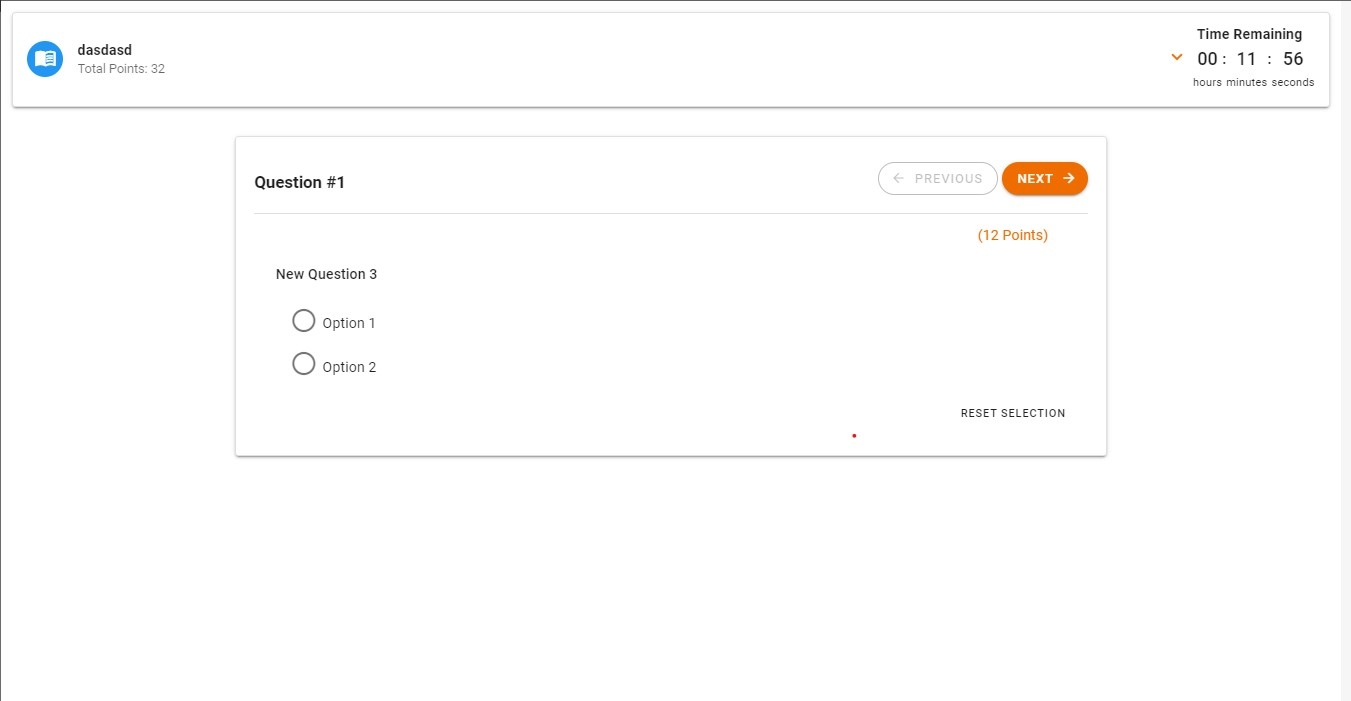 dasdasd
Total Points: 32
Time Remaining
00 : 11 : 56
hours minutes seconds
Question #1
PREVIOUS
NEXT
(12 Points)
New Question 3
Option 1
Option 2
RESET SELECTION